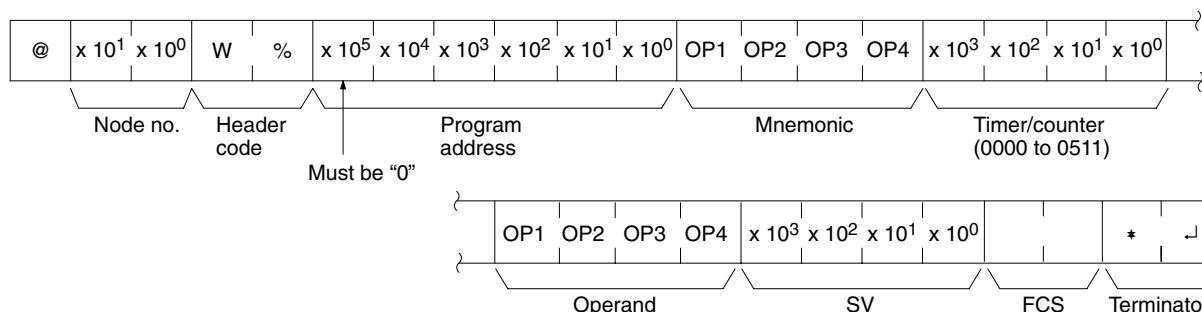 @ x 10¹ x 10⁰ W % x 10⁵ x 10⁴ x 10³ x 10² x 10¹ x 10⁰ OP1 OP2 OP3 OP4 x 10³ x 10² x 10¹ x 10⁰
Node no. Header code Program address Mnemonic Timer/counter (0000 to 0511)
Must be “0”
OP1 OP2 OP3 OP4 x 10³ x 10² x 10¹ x 10⁰ * ↵
Operand SV FCS Terminato